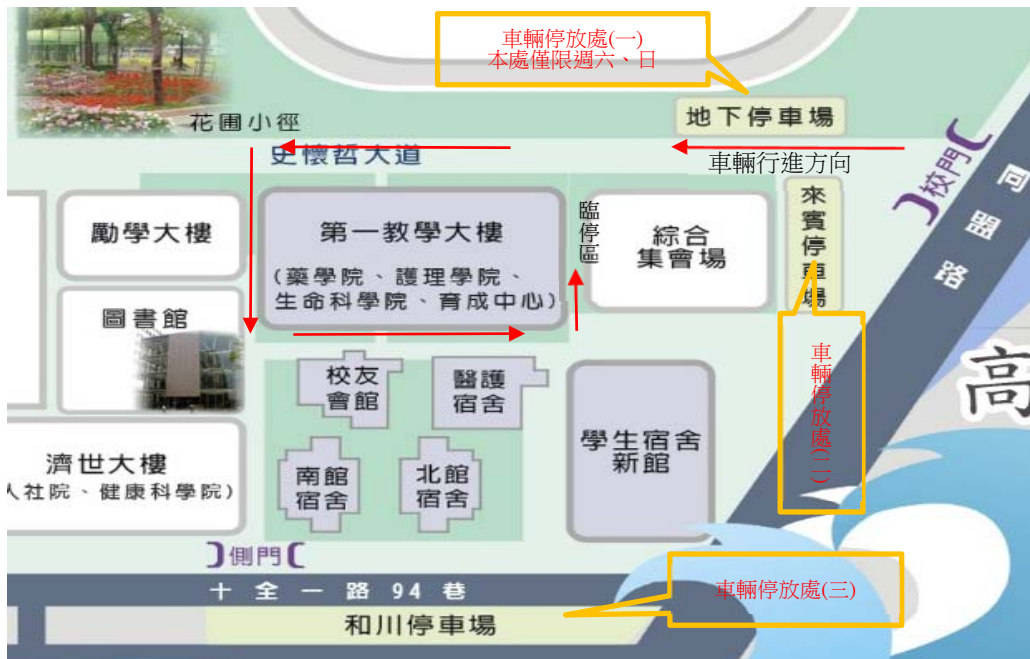 車輛停放處(一)
本處僅限週六、日
地下停車場
花圃小徑
史懷哲大道
車輛行進方向
校門
同盟路
來賓停車場
勵學大樓
第一教學大樓
(藥學院、護理學院、
生命科學院、育成中心)
臨停區
綜合
集會場
圖書館
車輛停放處(二)
高
校友
會館
醫護
宿舍
學生宿舍
新館
濟世大樓
人社院、健康科學院)
南館
宿舍
北館
宿舍
側門
十全一路94巷
車輛停放處(三)
和川停車場